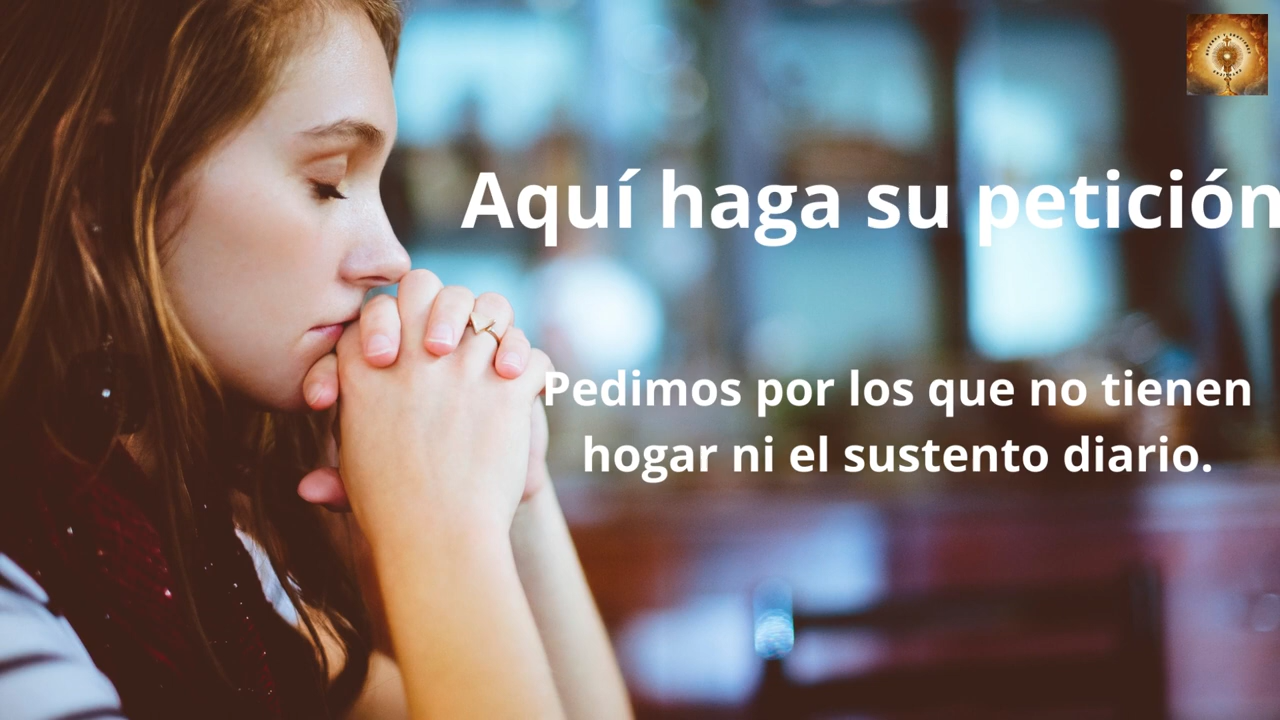 Aquí haga su petición
Pedimos por los que no tienen
hogar ni el sustento diario.